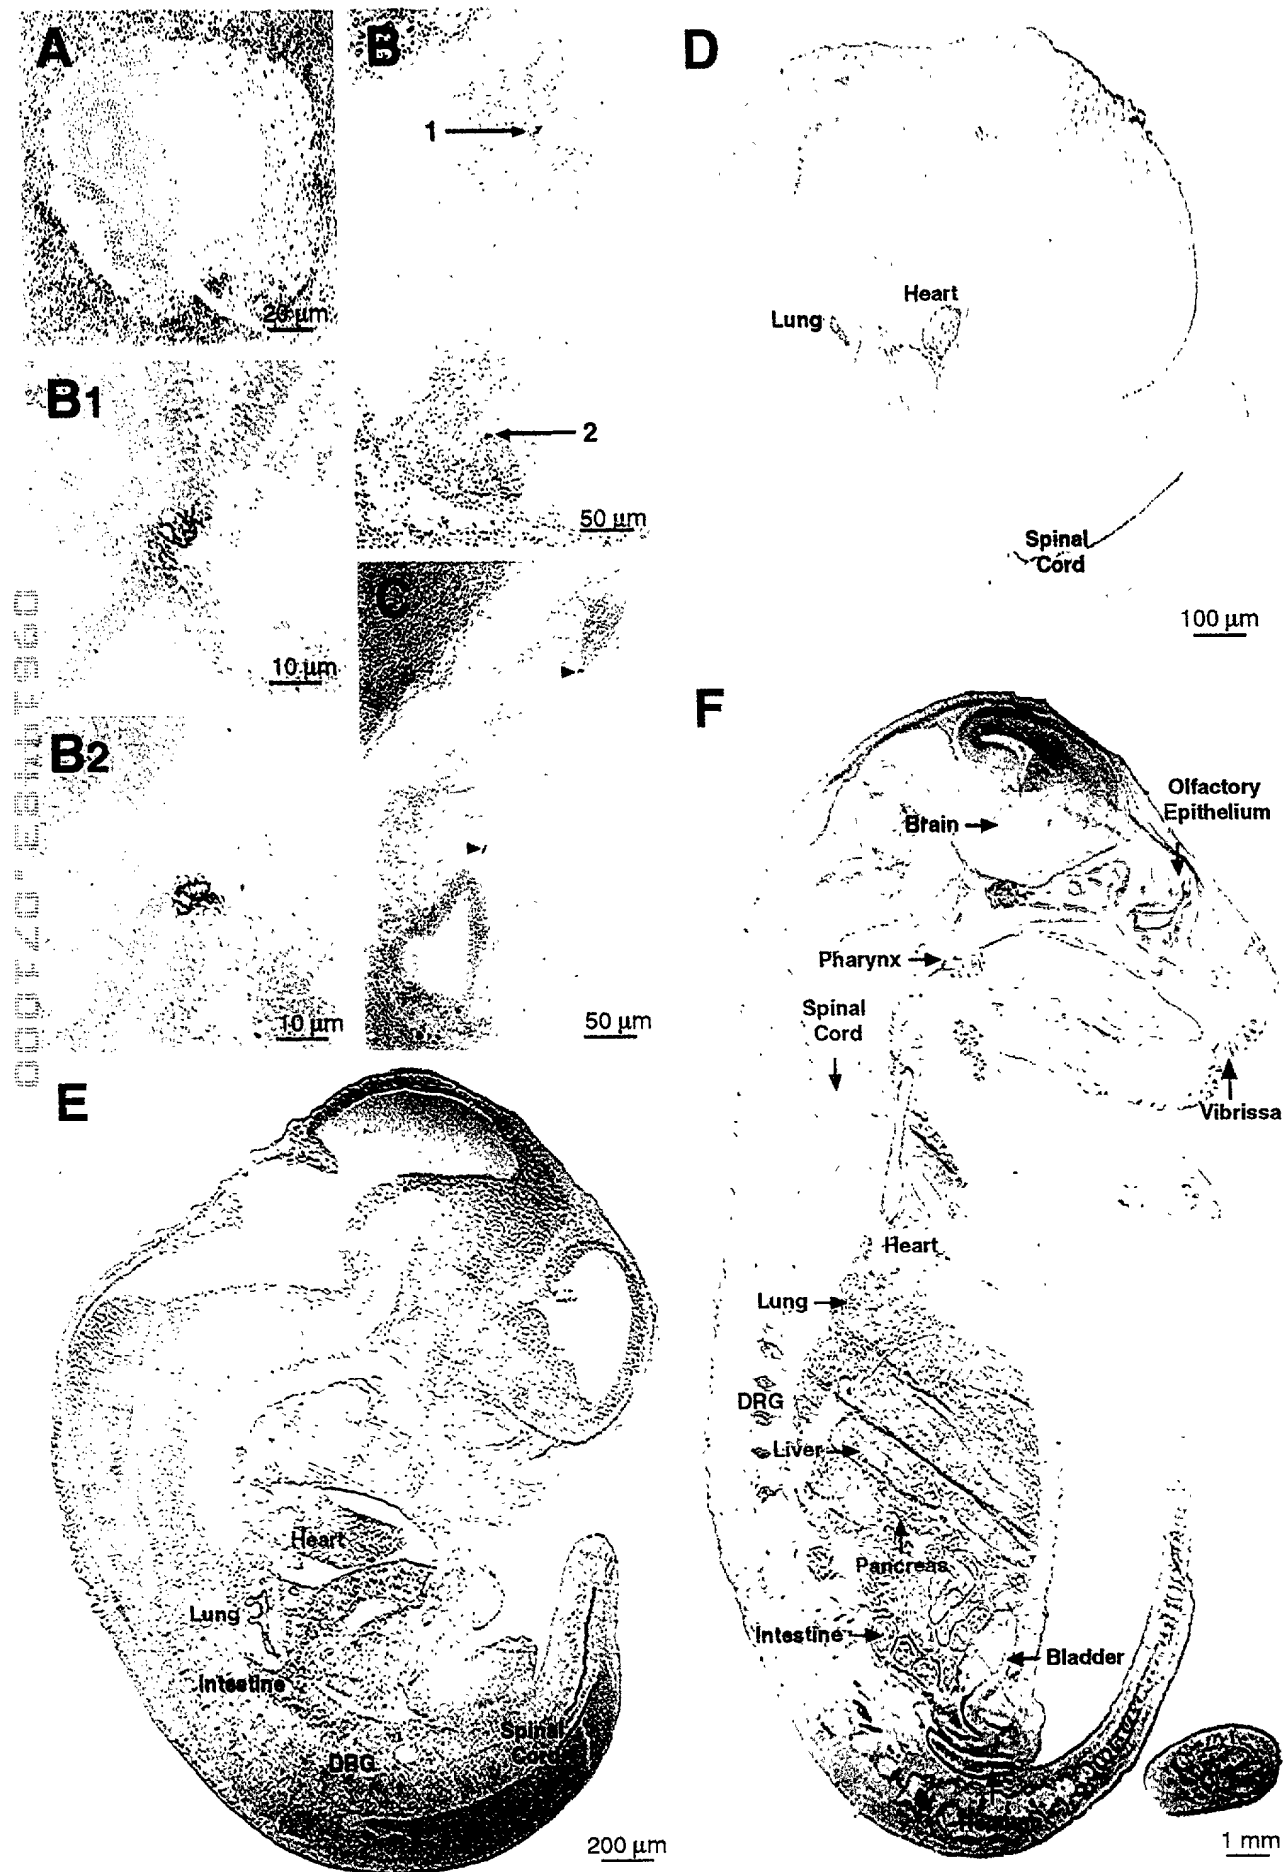 A
20 µm
B
1
2
50 µm
B1
10 µm
B2
10 µm
C
50 µm
D
Heart
Lung
Spinal
Cord
100 µm
E
Heart
Lung
Intestine
DRG
Spinal
Cord
200 µm
F
Olfactory
Epithelium
Brain
Pharynx
Spinal
Cord
Vibrissa
Heart
Lung
DRG
Liver
Pancreas
Intestine
Bladder
1 mm